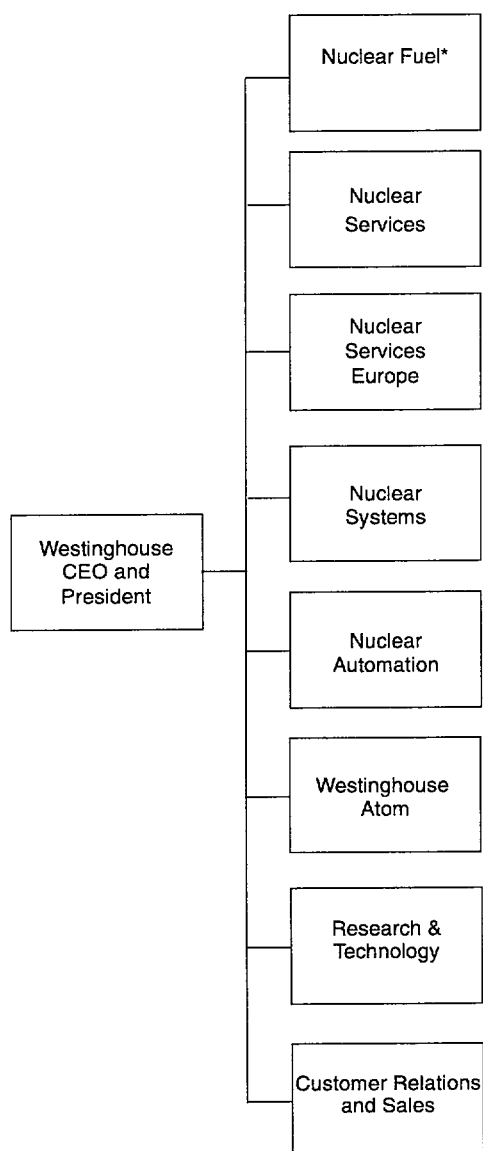 Nuclear Fuel*
Nuclear
Services
Nuclear
Services
Europe
Nuclear
Systems
Westinghouse
CEO and
President
Nuclear
Automation
Westinghouse
Atom
Research &
Technology
Customer Relations
and Sales